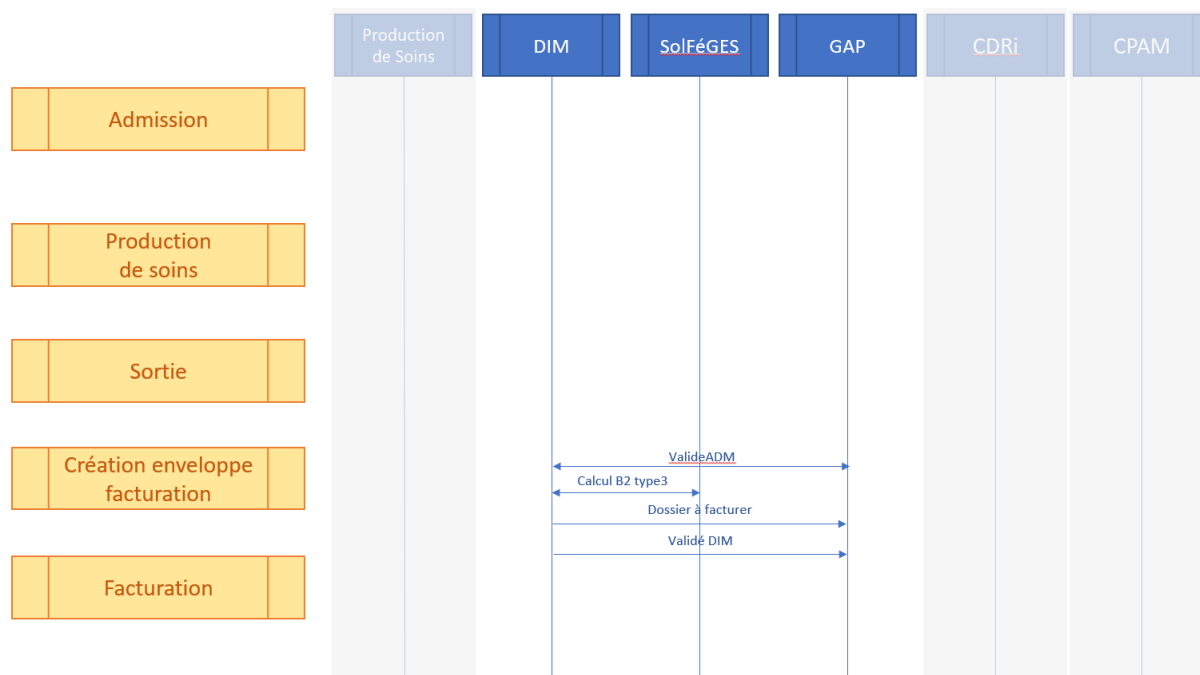 Production
de Soins
DIM
SolFéGES
GAP
CDRi
CPAM
Admission
Production
de soins
Sortie
Création enveloppe
facturation
ValideADM
Calcul B2 type3
Dossier à facturer
Validé DIM
Facturation